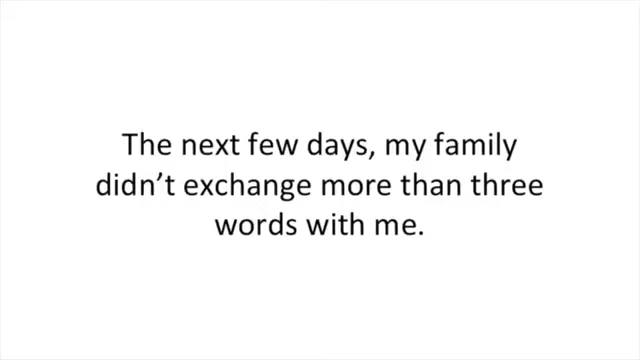 The next few days, my family
didn’t exchange more than three
words with me.